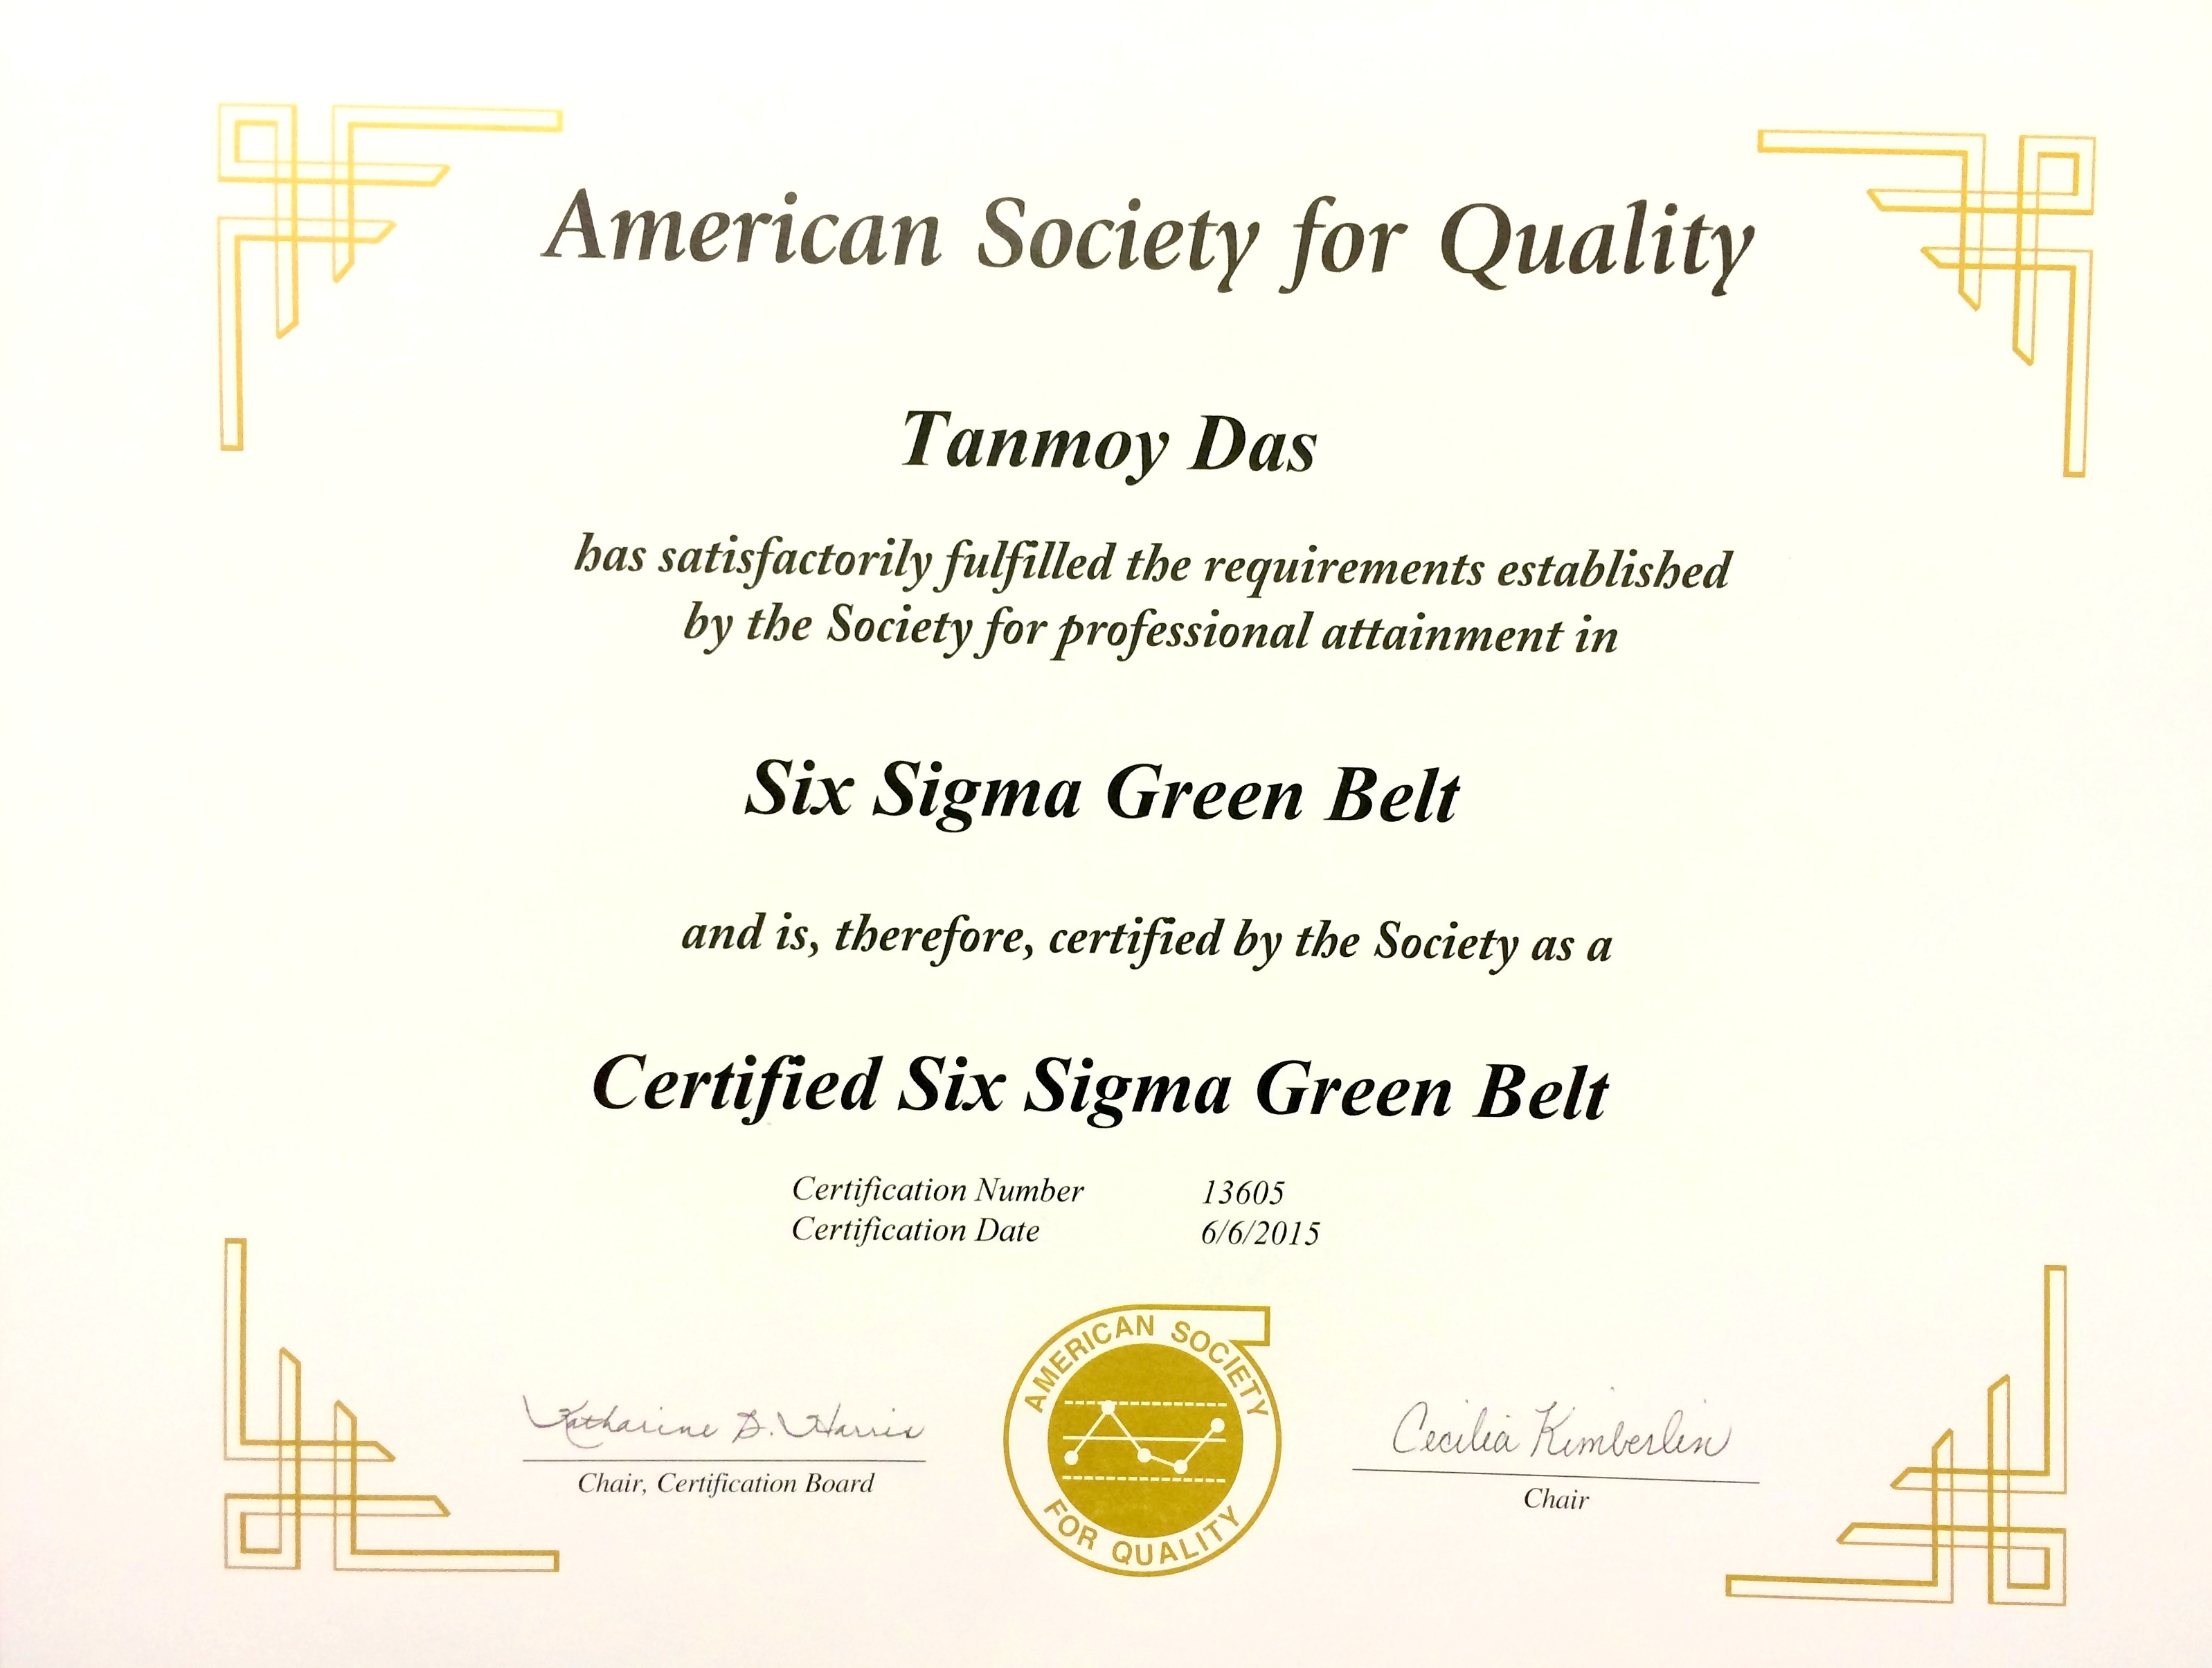 American Society for Quality
Tanmoy Das
has satisfactorily fulfilled the requirements established
by the Society for professional attainment in
Six Sigma Green Belt
and is, therefore, certified by the Society as a
Certified Six Sigma Green Belt
Certification Number 13605
Certification Date 6/6/2015
AMERICAN SOCIETY
FOR QUALITY
Katharine D. Harris
Chair, Certification Board
Cecilia Kimberlin
Chair